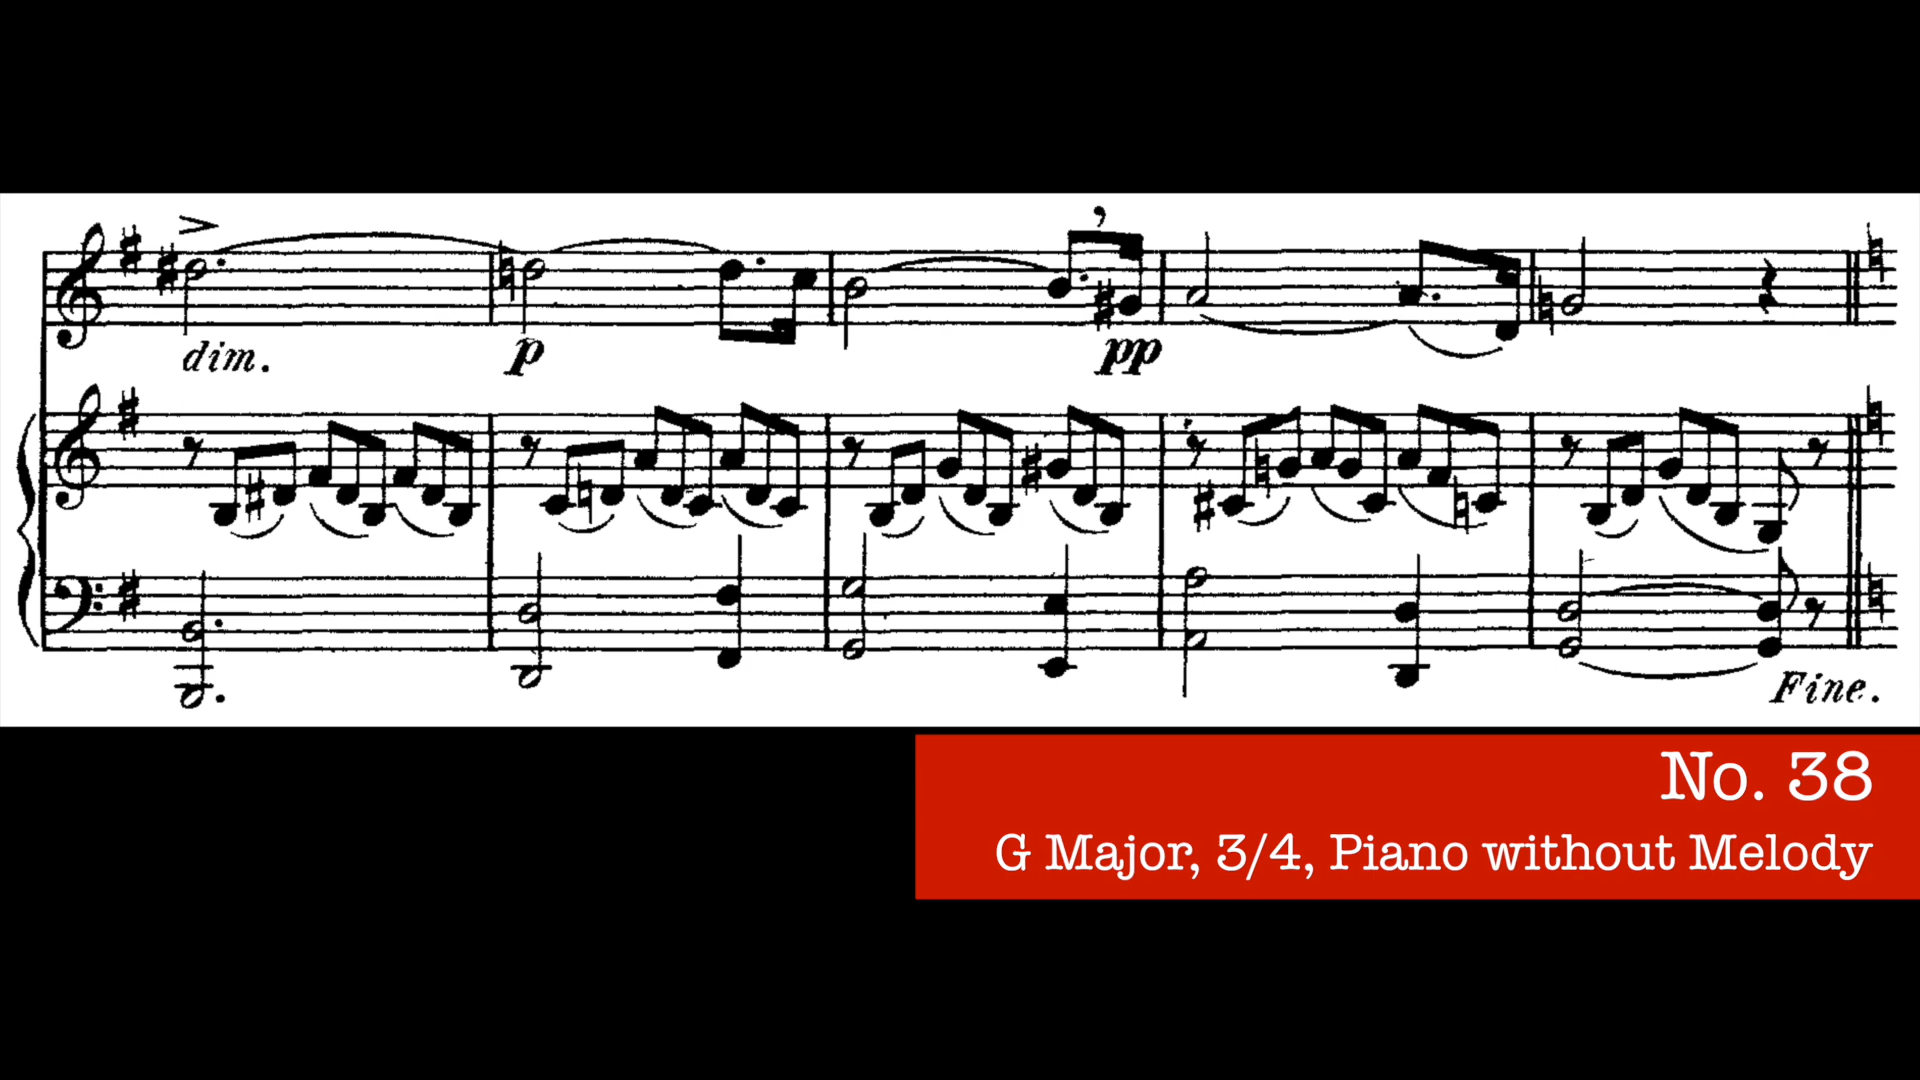 dim.
p
pp
Fine.
No. 38
G Major, 3/4, Piano without Melody